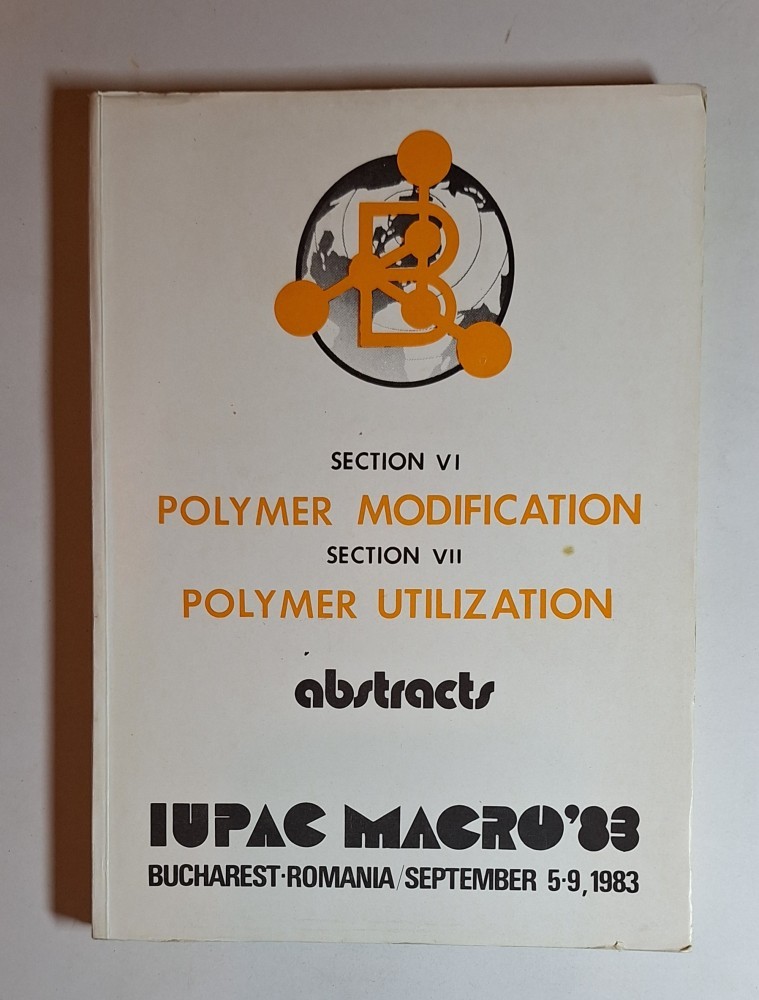 B
SECTION VI
POLYMER MODIFICATION
SECTION VII
POLYMER UTILIZATION
abstracts
IUPAC MACRO'83
BUCHAREST·ROMANIA/SEPTEMBER 5-9, 1983